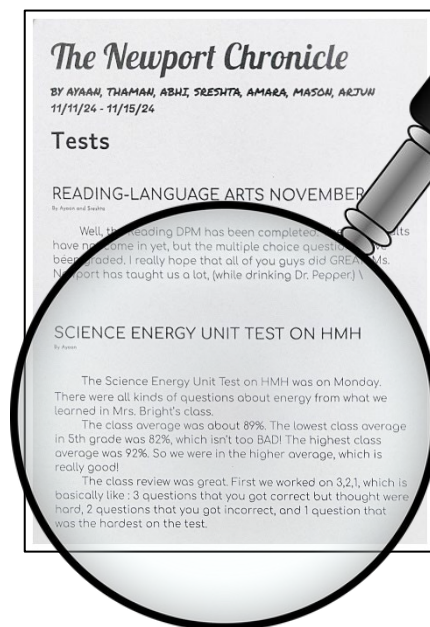 The Newport Chronicle
BY AYAAN, THAMAN, ABHI, SRESHTA, AMARA, MASON, ARJUN
11/11/24 - 11/15/24
Tests
READING-LANGUAGE ARTS NOVEMBER
By Ayaan and Sreshta
Well, the Reading DPM has been completed.
have not come in yet, but the multiple choice
been graded. I really hope that all of you guys did
Newport has taught us a lot, (while drinking Dr. Pepper.) \
SCIENCE ENERGY UNIT TEST ON HMH
By Ayaan
The Science Energy Unit Test on HMH was on Monday.
There were all kinds of questions about energy from what we
learned in Mrs. Bright's class.
The class average was about 89%. The lowest class average
in 5th grade was 82%, which isn't too BAD! The highest class
average was 92%. So we were in the higher average, which is
really good!
The class review was great. First we worked on 3,2,1, which is
basically like : 3 questions that you got correct but thought were
hard, 2 questions that you got incorrect, and 1 question that
was the hardest on the test.